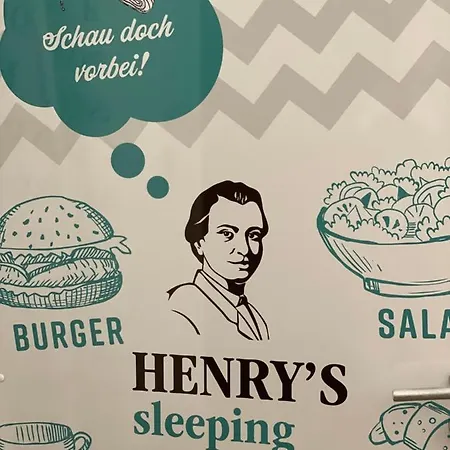 Schau doch
vorbei!
BURGER
SALA
HENRY'S
sleeping